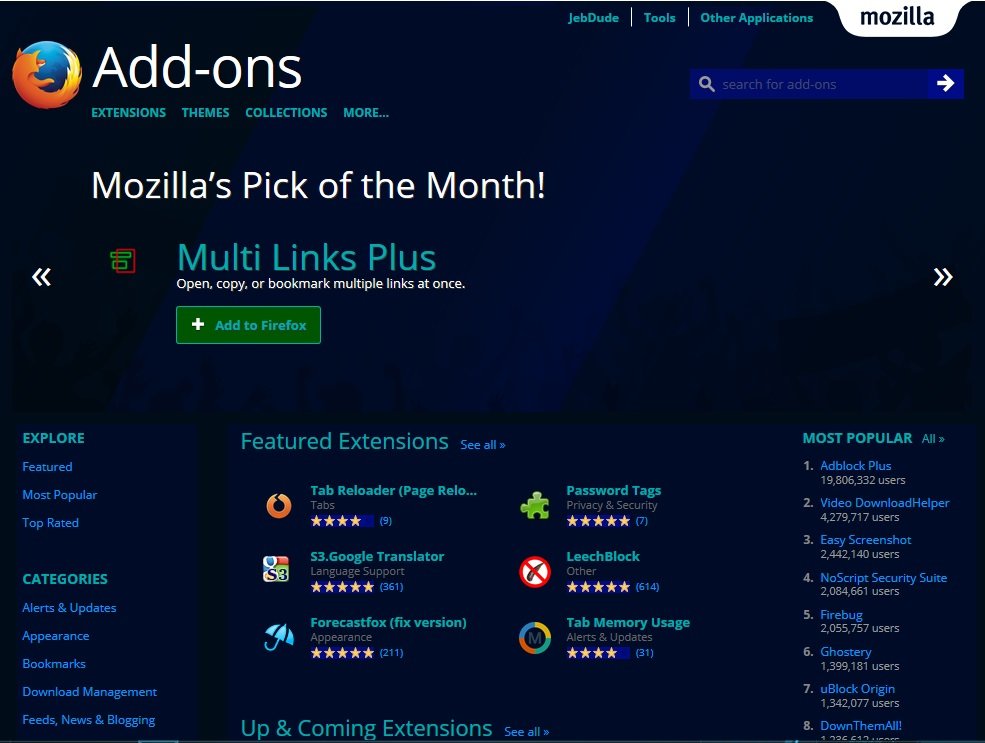 JebDude
Tools
Other Applications
mozilla
Add-ons
search for add-ons
EXTENSIONS THEMES COLLECTIONS MORE...
Mozilla's Pick of the Month!
«
Multi Links Plus
Open, copy, or bookmark multiple links at once.
Add to Firefox
»
EXPLORE
Featured
Most Popular
Top Rated
CATEGORIES
Alerts & Updates
Appearance
Bookmarks
Download Management
Feeds, News & Blogging
Featured Extensions See all »
Tab Reloader (Page Relo...
Tabs
(9)
Password Tags
Privacy & Security
(7)
S3.Google Translator
Language Support
(361)
LeechBlock
Other
(614)
Forecastfox (fix version)
Appearance
(211)
Tab Memory Usage
Alerts & Updates
(31)
Up & Coming Extensions See all »
MOST POPULAR All »
1. Adblock Plus
19,806,332 users
2. Video DownloadHelper
4,279,717 users
3. Easy Screenshot
2,442,140 users
4. NoScript Security Suite
2,084,661 users
5. Firebug
2,055,757 users
6. Ghostery
1,399,181 users
7. uBlock Origin
1,342,077 users
8. DownThemAll!
users